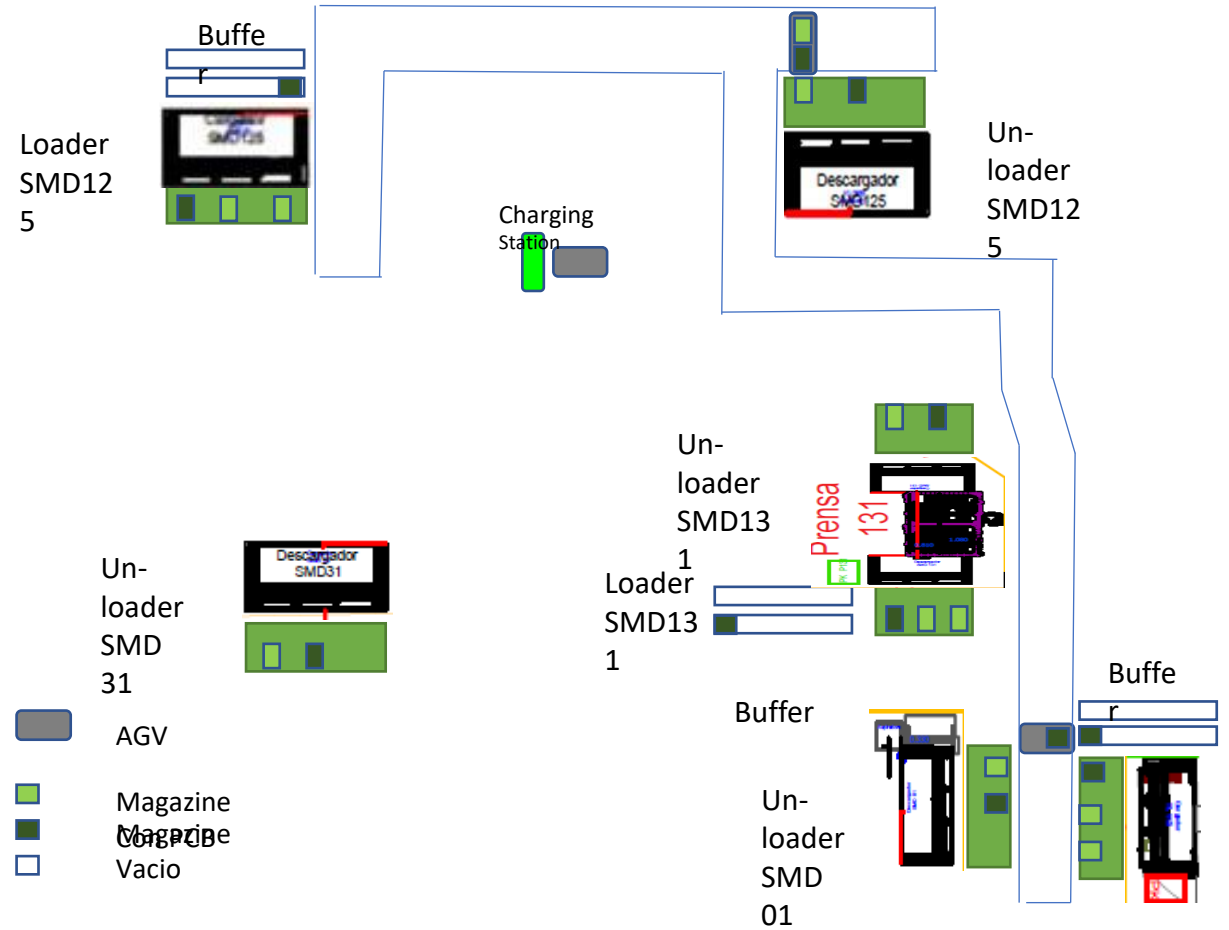 Buffe
r
Loader
SMD12
5
SMD125
Charging
Station
Descargador
SMD125
Un-
loader
SMD12
5
Un-
loader
SMD13
1
Prensa
131
Loader
SMD13
1
Descargador
SMD31
Un-
loader
SMD
31
Buffer
Un-
loader
SMD
01
Buffe
r
AGV
Magazine
Con PCB
Magazine
Vacio